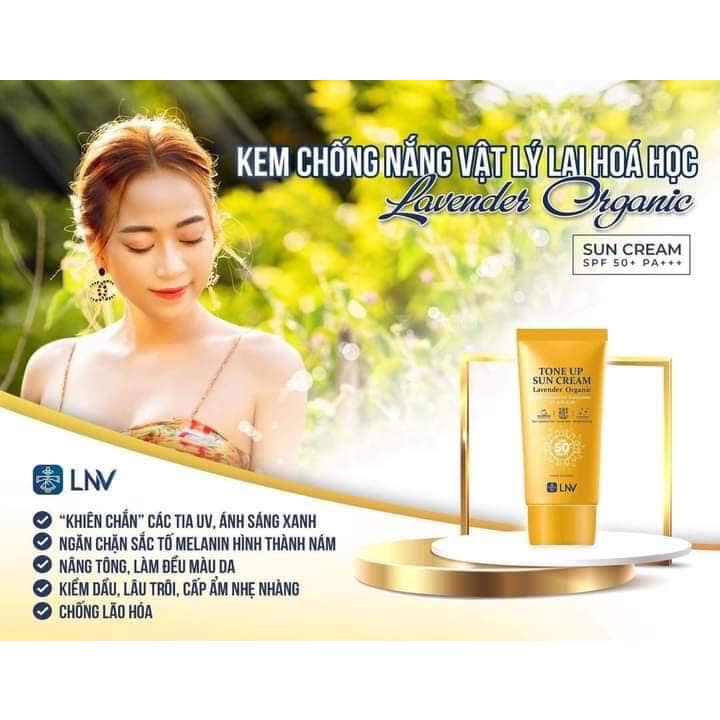 KEM CHỐNG NẮNG VẬT LÝ LAI HOÁ HỌC
Lavender Organic
SUN CREAM
SPF 50+ PA+++
TONE UP
SUN CREAM
Lavender Organic
50+
LNV
LNV
“KHIÊN CHẮN” CÁC TIA UV, ÁNH SÁNG XANH
NGĂN CHẶN SẮC TỐ MELANIN HÌNH THÀNH NÁM
NÂNG TÔNG, LÀM ĐỀU MÀU DA
KIỀM DẦU, LÂU TRÔI, CẤP ẨM NHẸ NHÀNG
CHỐNG LÃO HÓA